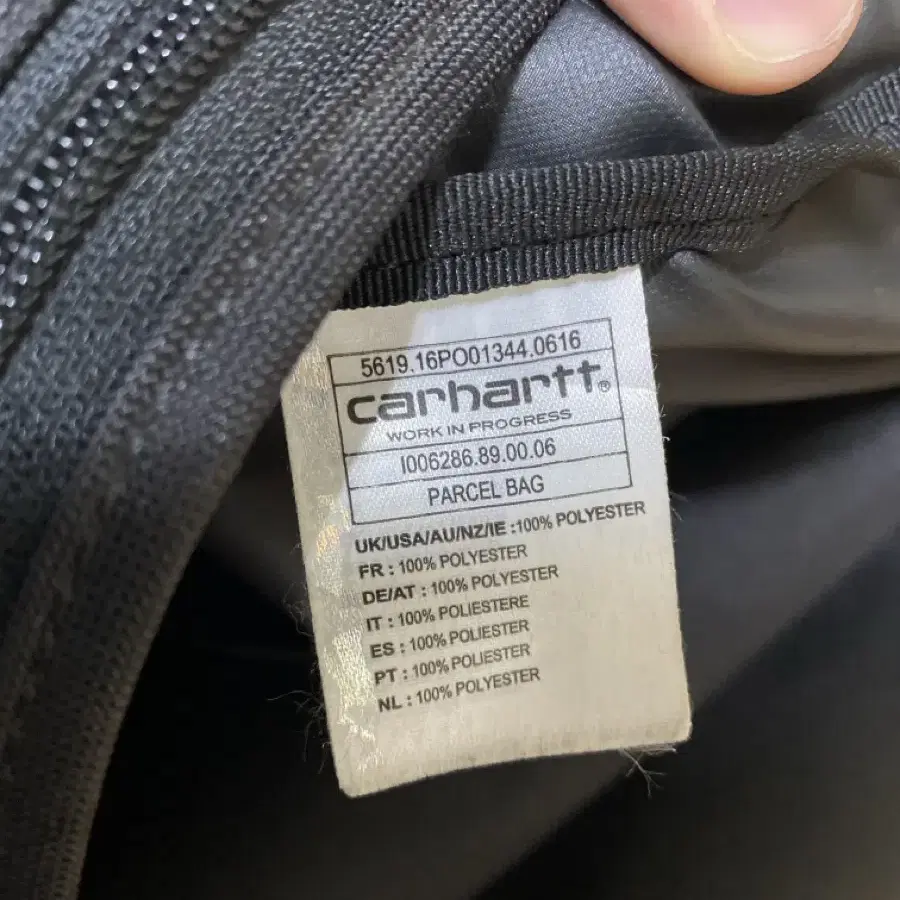 5619.16PO01344.0616
carhartt®
WORK IN PROGRESS
I006286.89.00.06
PARCEL BAG
UK/USA/AU/NZ/IE :100% POLYESTER
FR : 100% POLYESTER
DE/AT : 100% POLYESTER
IT : 100% POLIESTERE
ES : 100% POLIESTER
PT : 100% POLIESTER
NL : 100% POLYESTER